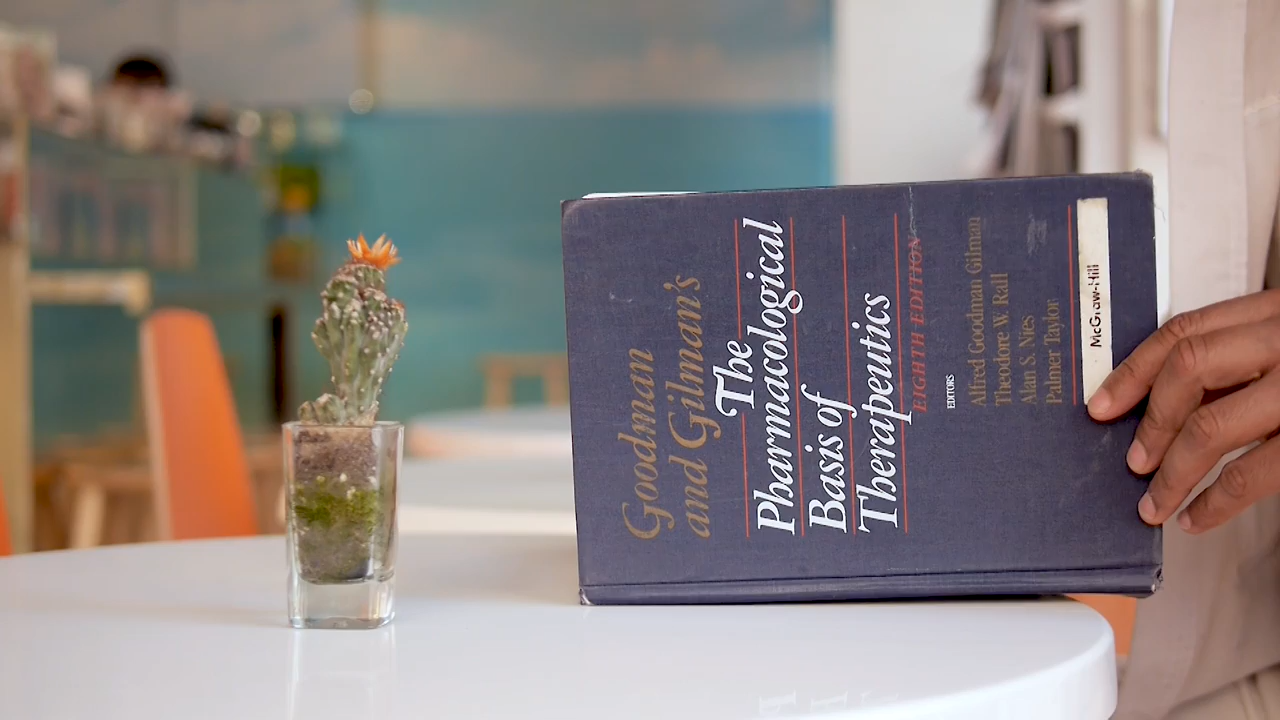 Goodman
and Gilman's
The
Pharmacological
Basis of
Therapeutics
EIGHTH EDITION
EDITORS
Alfred Goodman Gilman
Theodore W. Rall
Alan S. Nies
Palmer Taylor
McGraw-Hill